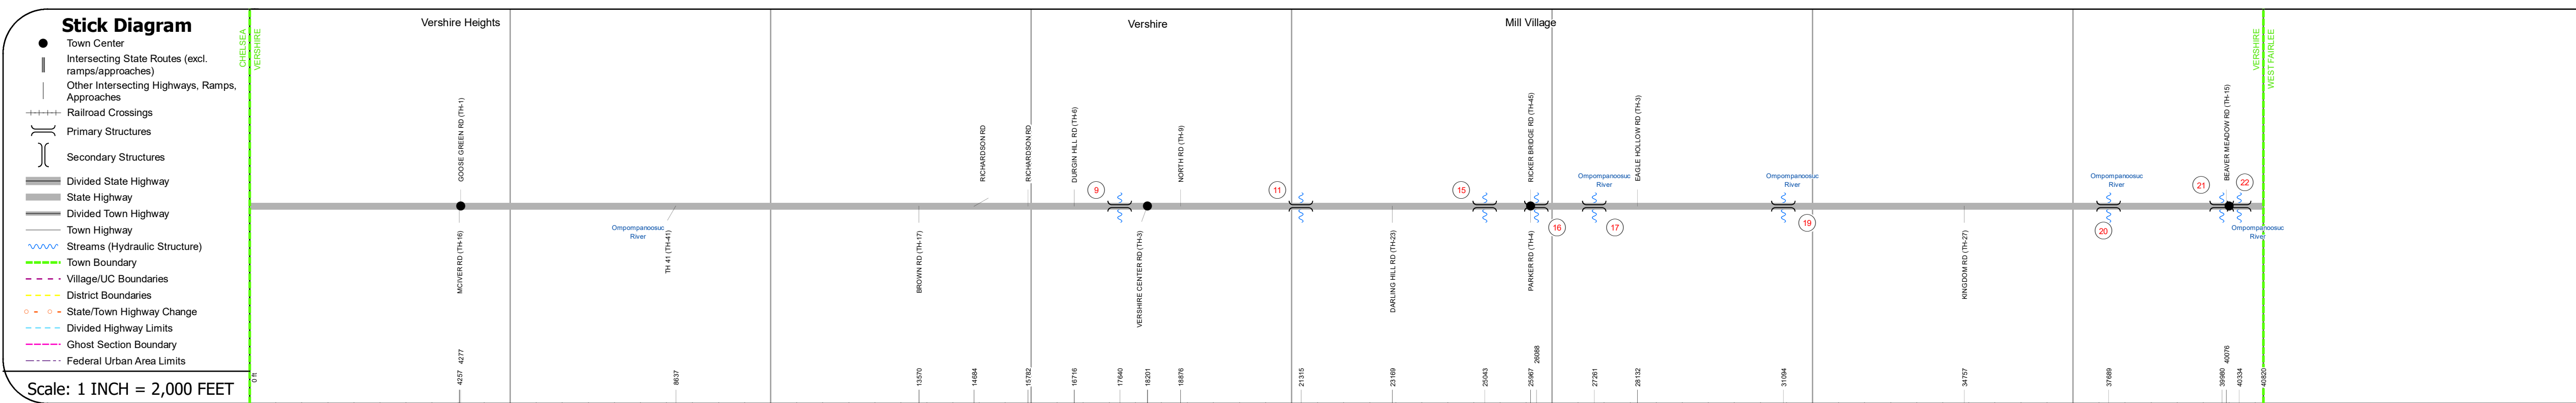 Stick Diagram
Town Center
Intersecting State Routes (excl.
ramps/approaches)
Other Intersecting Highways, Ramps,
Approaches
Railroad Crossings
Primary Structures
Secondary Structures
Divided State Highway
State Highway
Divided Town Highway
Town Highway
Streams (Hydraulic Structure)
Town Boundary
Village/UC Boundaries
District Boundaries
State/Town Highway Change
Divided Highway Limits
Ghost Section Boundary
Federal Urban Area Limits
Scale: 1 INCH = 2,000 FEET
CHELSEA
VERSHIRE
Vershire Heights
Vershire
Mill Village
VERSHIRE
WEST FAIRLEE
GOOSE GREEN RD (TH-1)
RICHARDSON RD
RICHARDSON RD
DURGIN HILL RD (TH-6)
NORTH RD (TH-9)
RICKER BRIDGE RD (TH-45)
EAGLE HOLLOW RD (TH-3)
BEAVER MEADOW RD (TH-15)
9
11
15
16
Ompompanoosuc
River
17
Ompompanoosuc
River
19
Ompompanoosuc
River
20
21
22
Ompompanoosuc
River
Ompompanoosuc
River
MCIVER RD (TH-16)
TH 41 (TH-41)
BROWN RD (TH-17)
VERSHIRE CENTER RD (TH-3)
DARLING HILL RD (TH-23)
PARKER RD (TH-4)
KINGDOM RD (TH-27)
0 ft
4257
4277
8637
13570
14684
15782
16716
17640
18201
18876
21315
23169
25043
25967
26088
27261
28132
31094
34757
37689
39980
40076
40334
40820